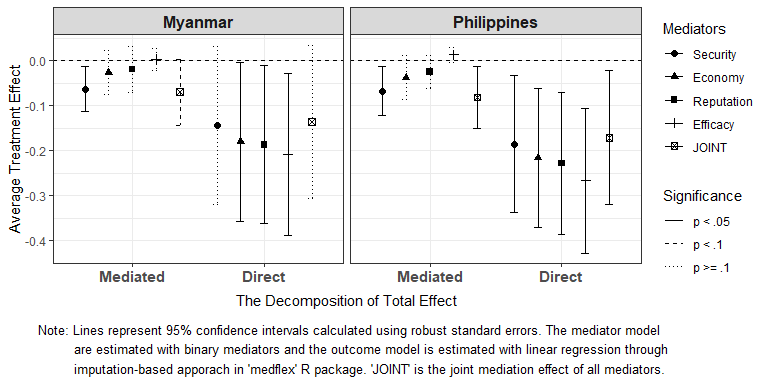 Myanmar
Philippines
Average Treatment Effect
0.0
-0.1
-0.2
-0.3
-0.4
Mediated
Direct
Mediated
Direct
The Decomposition of Total Effect
Mediators
Security
Economy
Reputation
Efficacy
JOINT
Significance
p < .05
p < .1
p >= .1
Note: Lines represent 95% confidence intervals calculated using robust standard errors. The mediator model
are estimated with binary mediators and the outcome model is estimated with linear regression through
imputation-based apporach in 'medflex' R package. 'JOINT' is the joint mediation effect of all mediators.